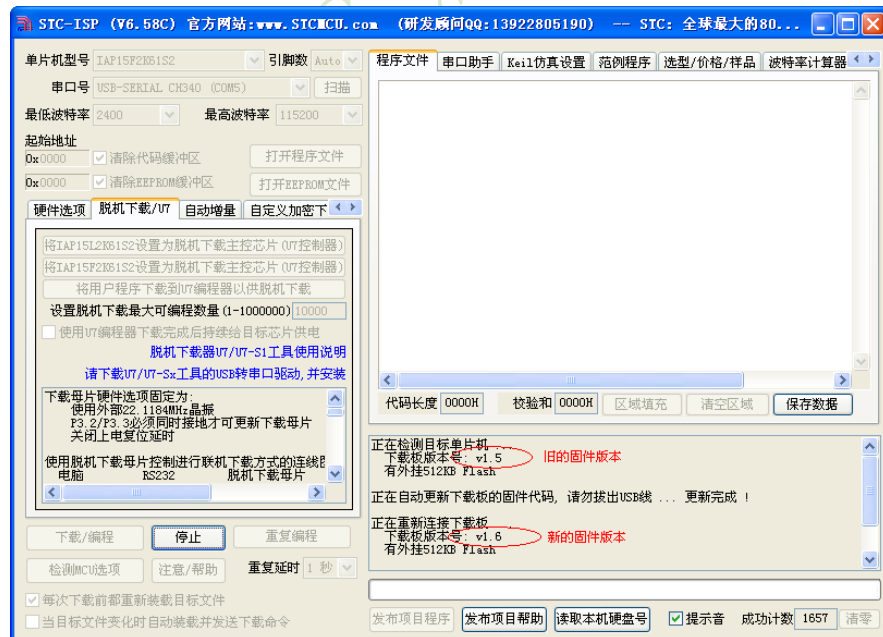 STC-ISP (V6.58C) 官方网站:www.STCMCU.com (研发顾问QQ:13922805190) -- STC: 全球最大的80...
单片机型号 IAP15F2K61S2 引脚数 Auto
串口号 USB-SERIAL CH340 (COM5) 扫描
最低波特率 2400 最高波特率 115200
起始地址
0x 0000 清除代码缓冲区 打开程序文件
0x 0000 清除EEPROM缓冲区 打开EEPROM文件
硬件选项 脱机下载/U7 自动增量 自定义加密下
将IAP15L2K61S2设置为脱机下载主控芯片(U7控制器)
将IAP15F2K61S2设置为脱机下载主控芯片(U7控制器)
将用户程序下载到U7编程器以供脱机下载
设置脱机下载最大可编程数量(1-1000000) 10000
使用U7编程器下载完成后持续给目标芯片供电
脱机下载器U7/U7-S1工具使用说明
请下载U7/U7-Sx工具的USB转串口驱动,并安装
下载母片硬件选项固定为:
使用外部22.1184MHz晶振
P3.2/P3.3必须同时接地才可更新下载母片
关闭上电复位延时
使用脱机下载母片控制进行联机下载方式的连线
电脑 RS232 脱机下载母片
下载/编程 停止 重复编程
检测MCU选项 注意/帮助 重复延时 1 秒
每次下载前都重新装载目标文件
当目标文件变化时自动装载并发送下载命令
程序文件 串口助手 Keil仿真设置 范例程序 选型/价格/样品 波特率计算器
代码长度 0000H 校验和 0000H 区域填充 清空区域 保存数据
正在检测目标单片机 ...
下载板版本号: v1.5 旧的固件版本
有外挂512KB Flash
正在自动更新下载板的固件代码, 请勿拔出USB线 ... 更新完成 !
正在重新连接下载板 ...
下载板版本号: v1.6 新的固件版本
有外挂512KB Flash
发布项目程序 发布项目帮助 读取本机硬盘号 提示音 成功计数 1657 清零